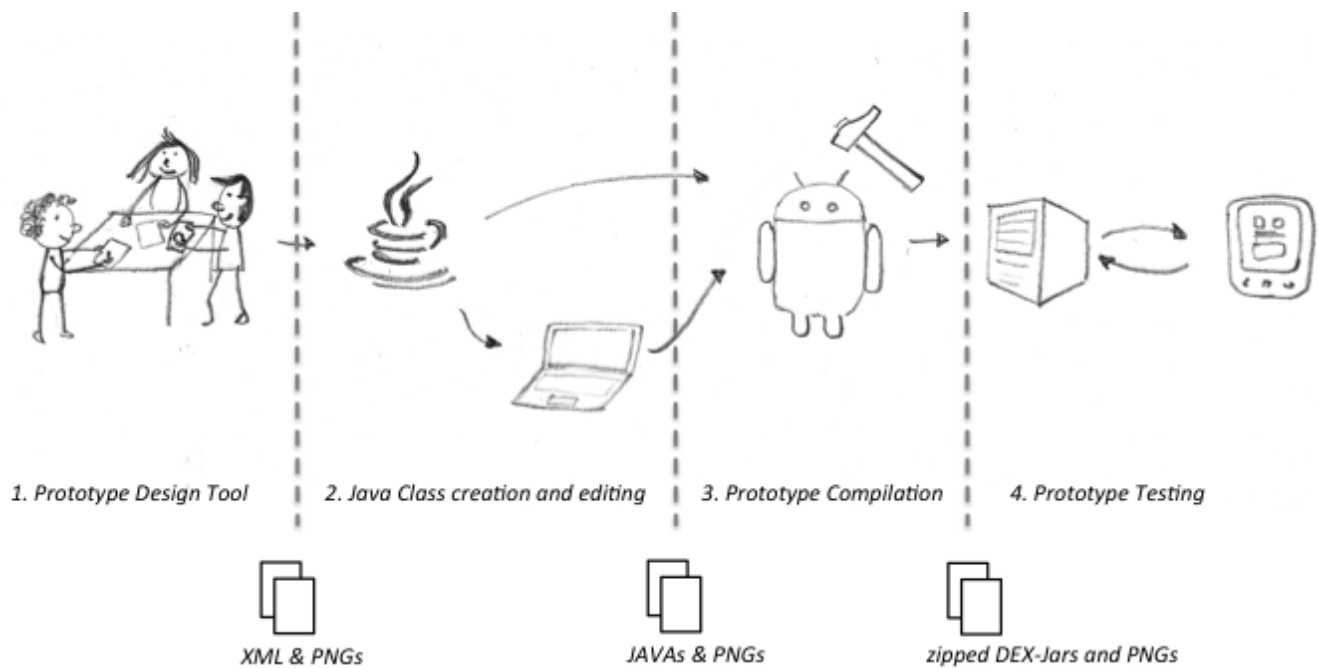 1. Prototype Design Tool
2. Java Class creation and editing
3. Prototype Compilation
4. Prototype Testing
XML & PNGs
JAVAs & PNGs
zipped DEX-Jars and PNGs